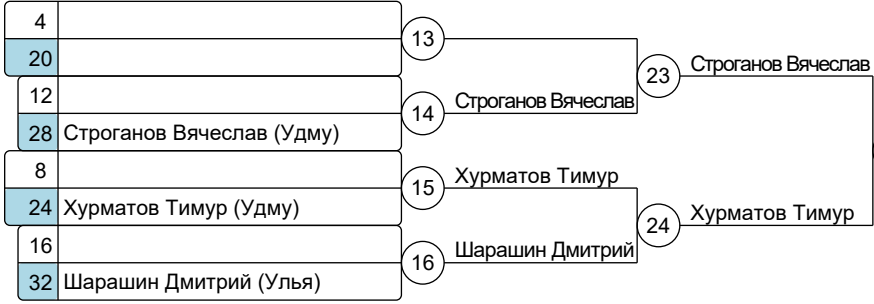 4
13
20
23
Строганов Вячеслав
12
14
Строганов Вячеслав
28 Строганов Вячеслав (Удму)
8
15
Хурматов Тимур
24 Хурматов Тимур (Удму)
24
Хурматов Тимур
16
16
Шарашин Дмитрий
32 Шарашин Дмитрий (Улья)